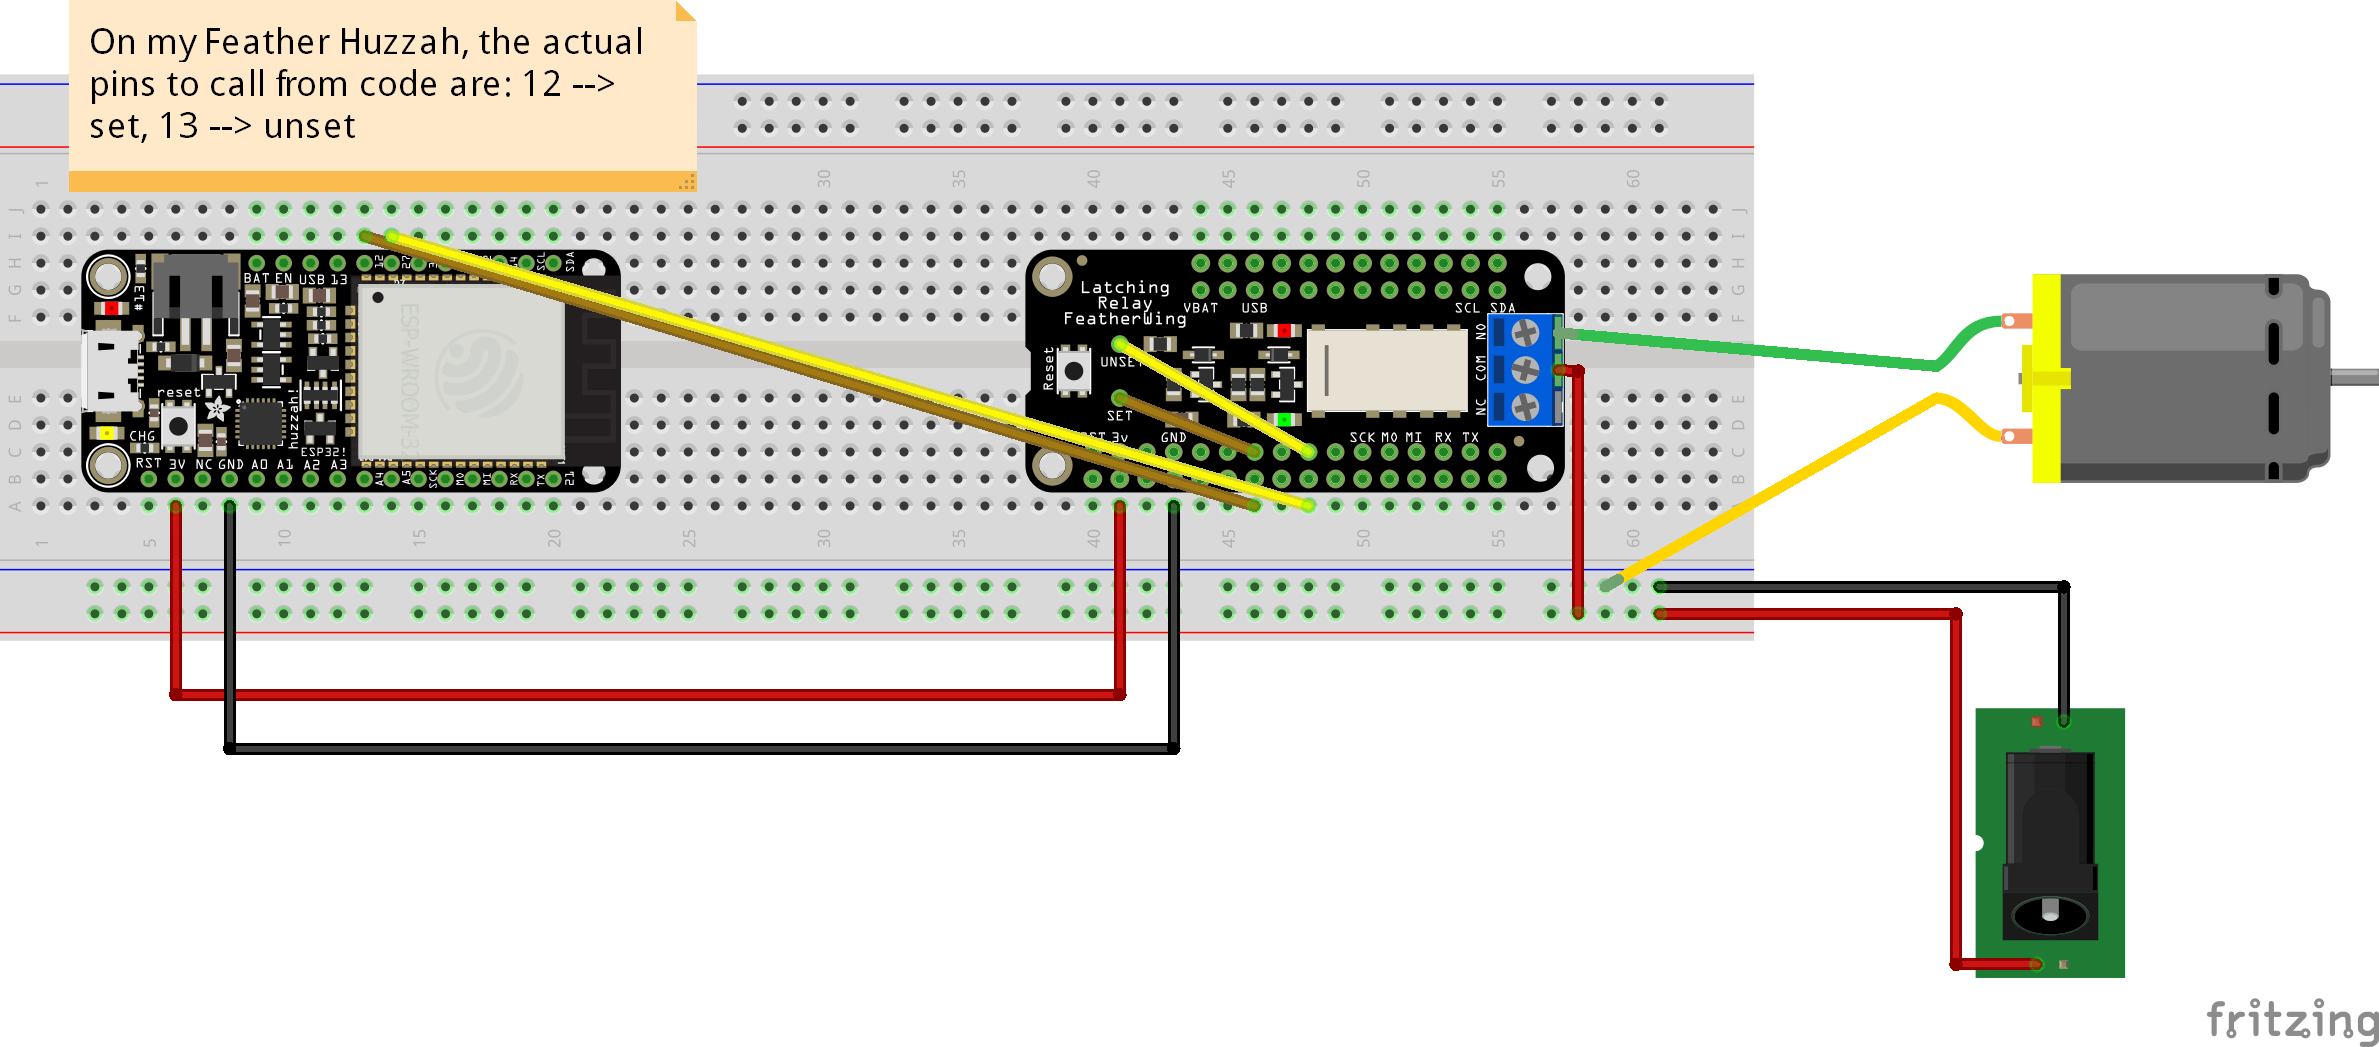 On my Feather Huzzah, the actual
pins to call from code are: 12 -->
set, 13 --> unset
1 30 35 40 45 50 55 60
J J
I I
H H
G G
F F
BAT EN USB 13 12 27 SCL SDA
#13
ESP-WROOM-32
reset
huzzah!
ESP32!
CHG
RST 3V NC GND A0 A1 A2 A3 A4 A5 SCK MO MI RX TX 21
Latching
Relay
FeatherWing
VBAT USB SCL SDA
UNSET
Reset
SET
3v GND SCK MO MI RX TX
NO
COM
NC
E E
D D
C C
B B
A
1 5 10 15 20 25 30 35 40 45 50 55 60
fritzing